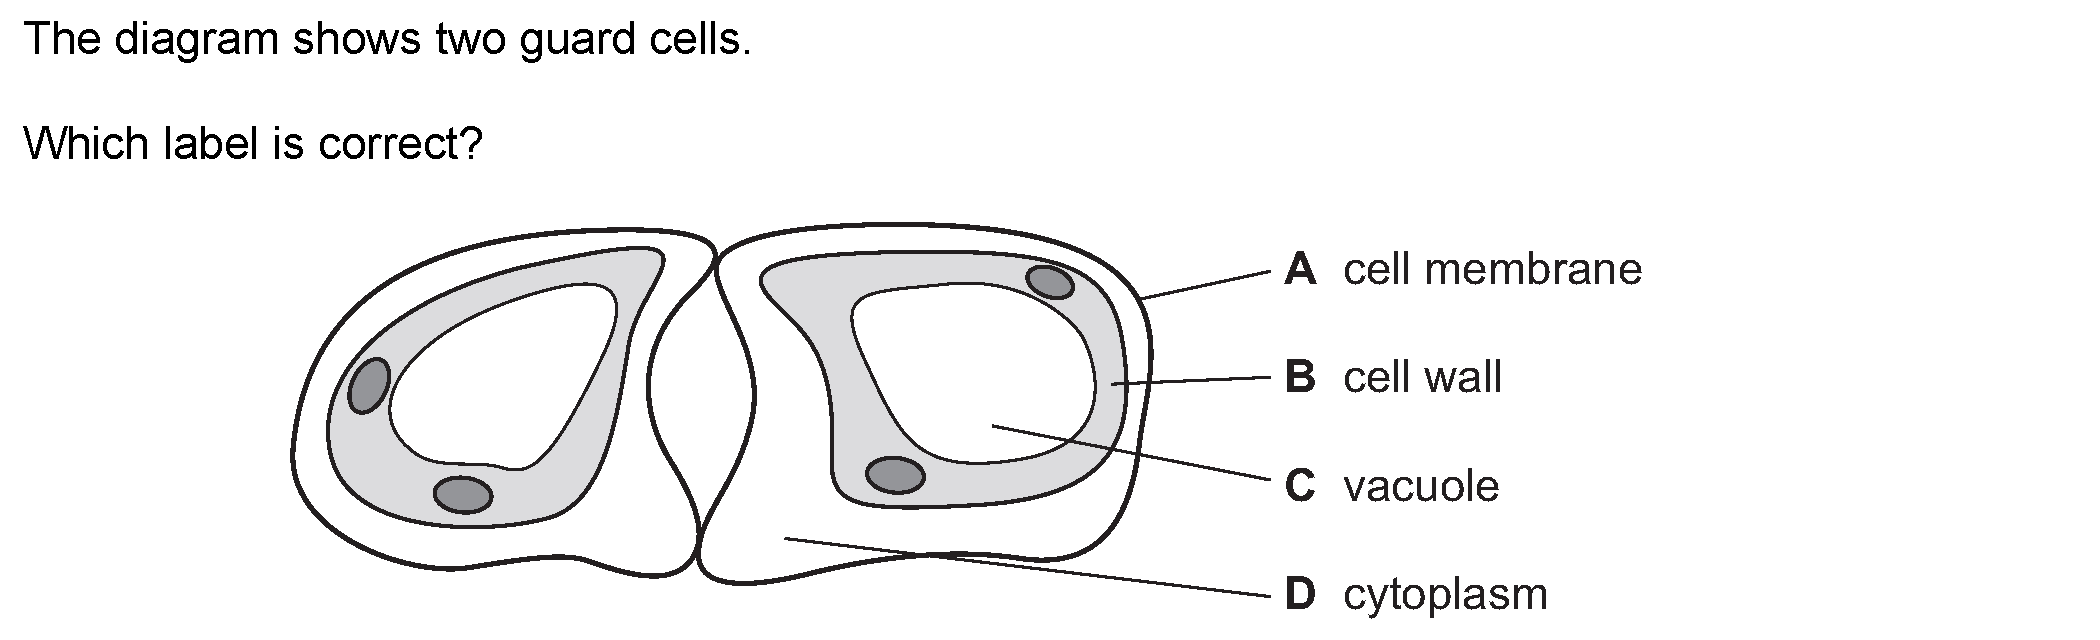 The diagram shows two guard cells.
Which label is correct?
A cell membrane
B cell wall
C vacuole
D cytoplasm